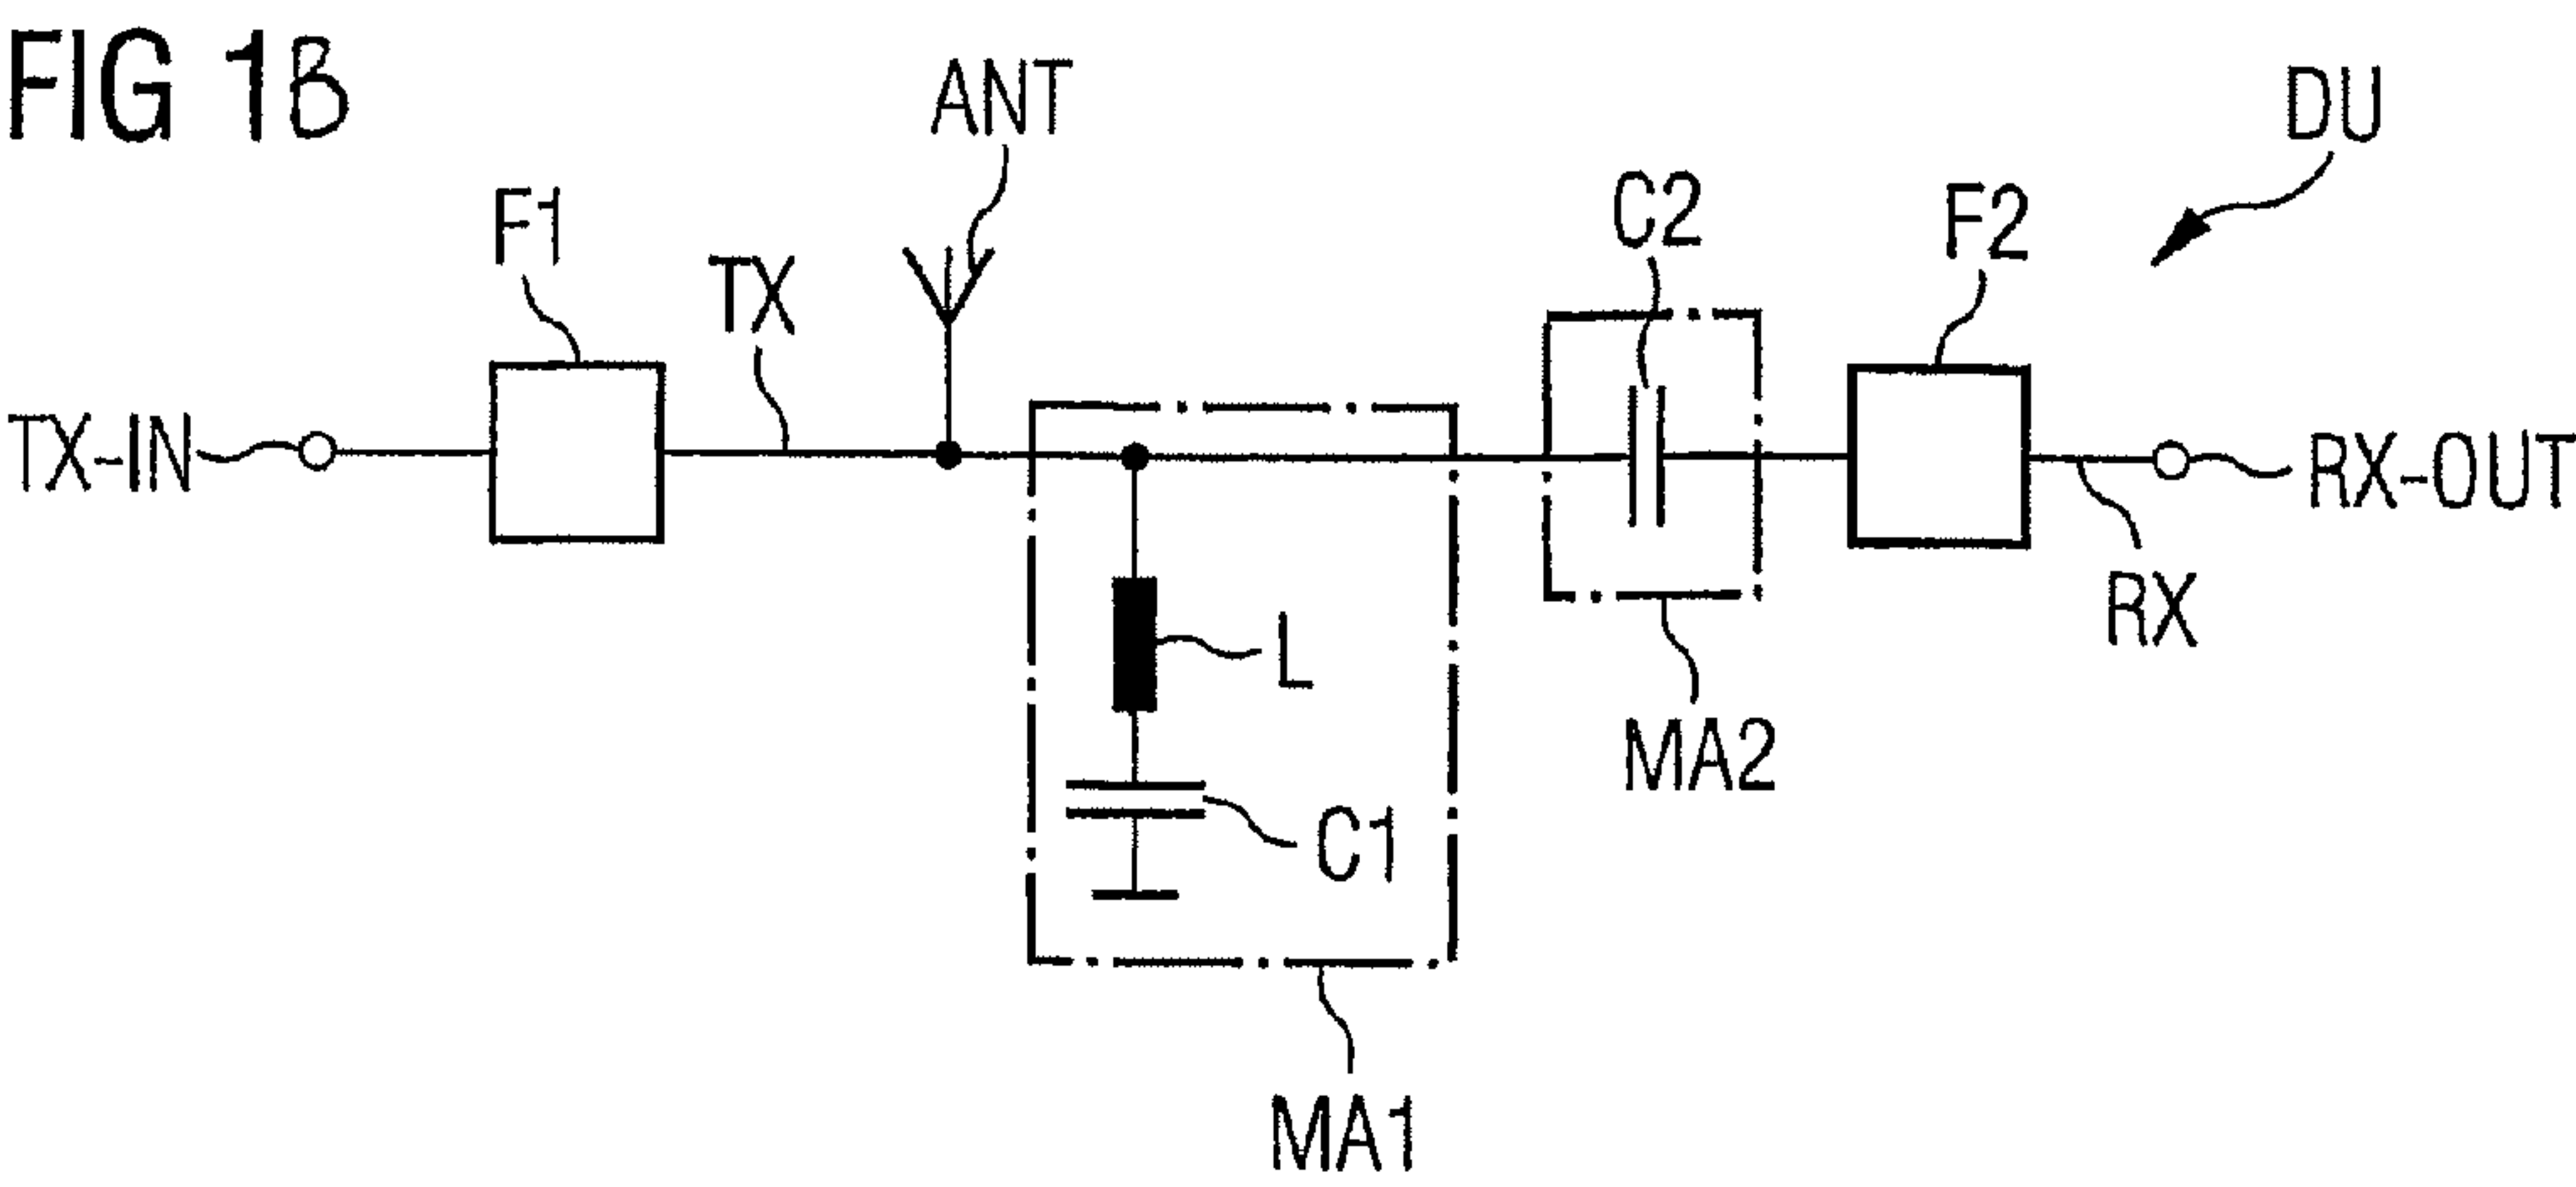 FIG 1B
ANT
DU
F1
TX
C2
F2
TX-IN
RX-OUT
L
RX
MA2
C1
MA1